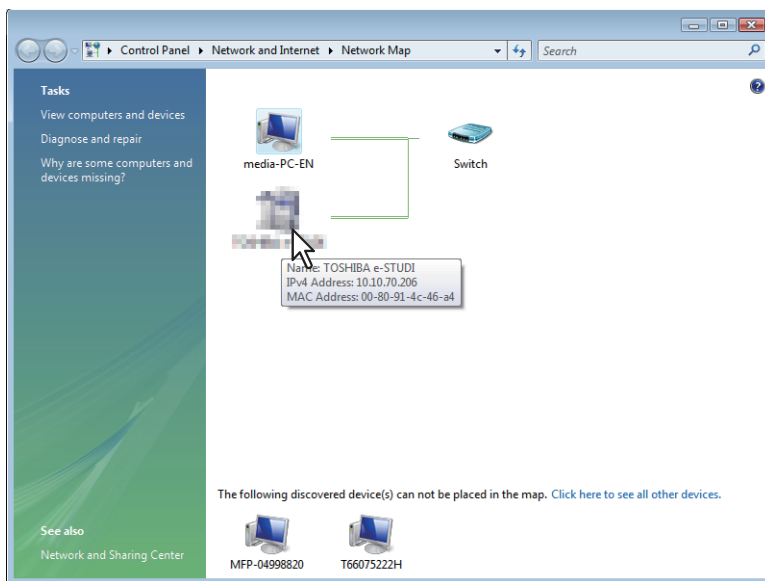 Control Panel Network and Internet Network Map
Search
Tasks
View computers and devices
Diagnose and repair
Why are some computers and
devices missing?
media-PC-EN
Switch
Name: TOSHIBA e-STUDI
IPv4 Address: 10.10.70.206
MAC Address: 00-80-91-4c-46-a4
The following discovered device(s) can not be placed in the map. Click here to see all other devices.
MFP-04998820
T66075222H
See also
Network and Sharing Center